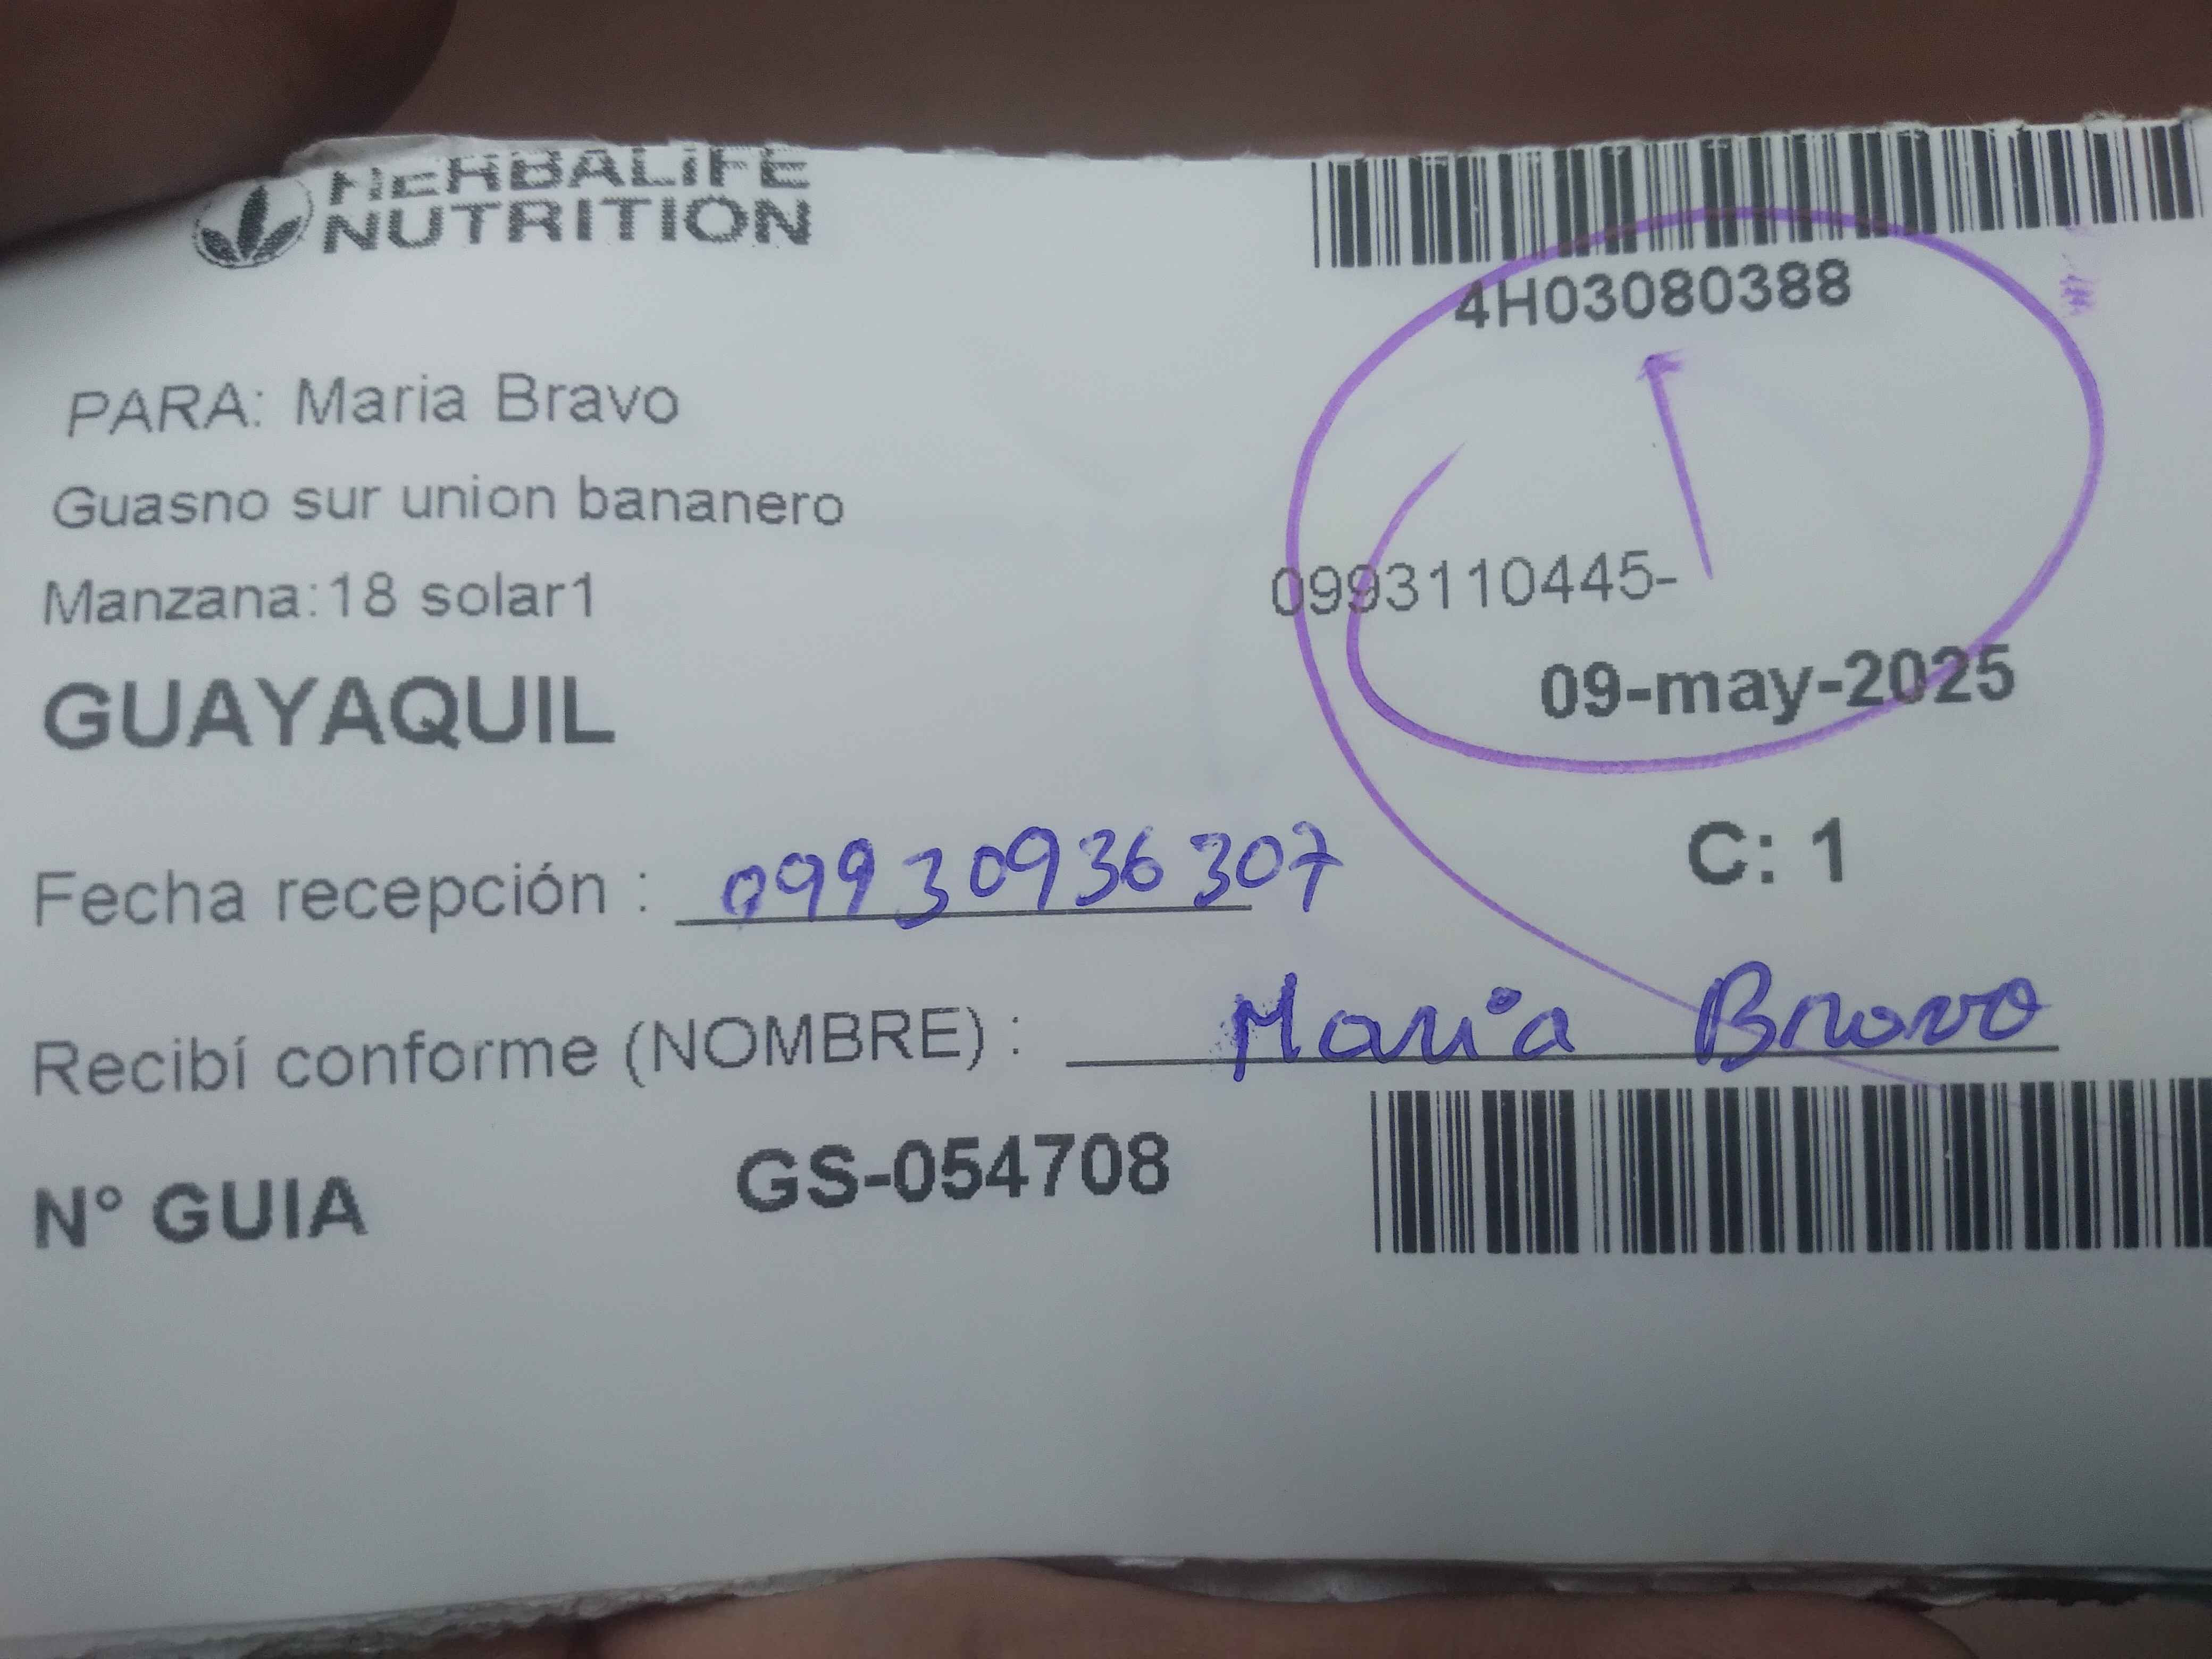 HERBALIFE
NUTRITION
4H03080388
PARA: Maria Bravo
Guasno sur union bananero
Manzana:18 solar1
0993110445-
GUAYAQUIL
09-may-2025
C: 1
Fecha recepción : 09930936307
Recibí conforme (NOMBRE) : Maria Bravo
N° GUIA GS-054708